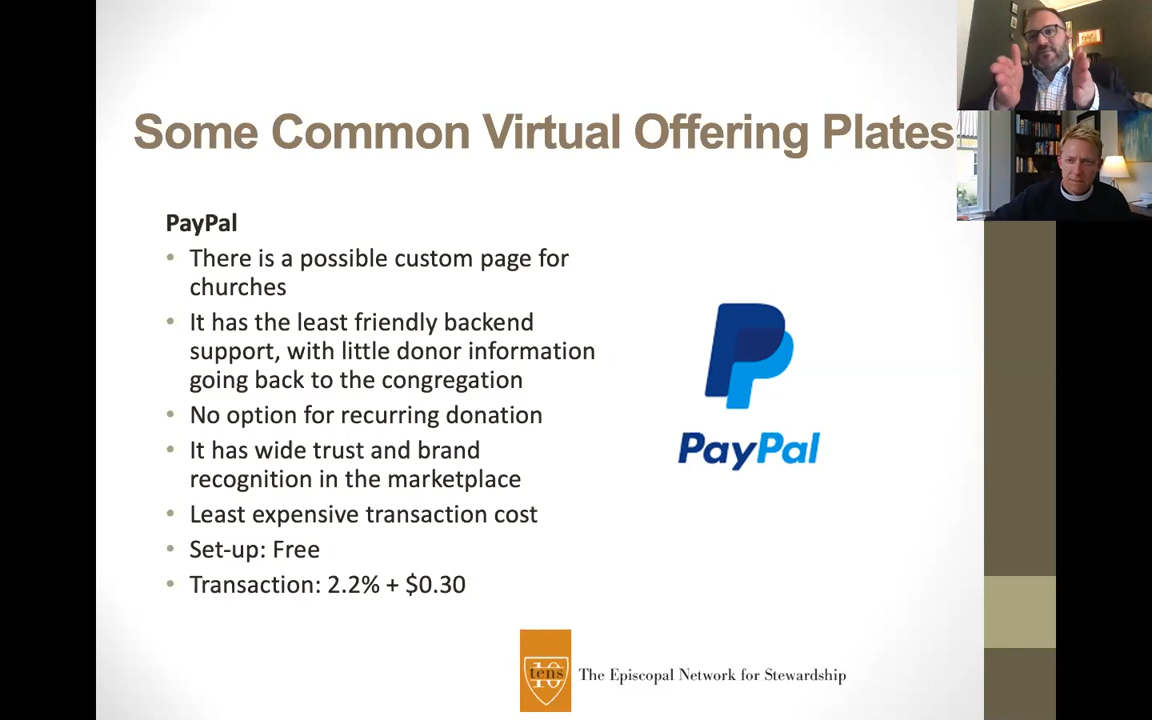 Some Common Virtual Offering Plates
PayPal
• There is a possible custom page for
churches
• It has the least friendly backend
support, with little donor information
going back to the congregation
• No option for recurring donation
• It has wide trust and brand
recognition in the marketplace
• Least expensive transaction cost
• Set-up: Free
• Transaction: 2.2% + $0.30
PayPal
tens
10
The Episcopal Network for Stewardship